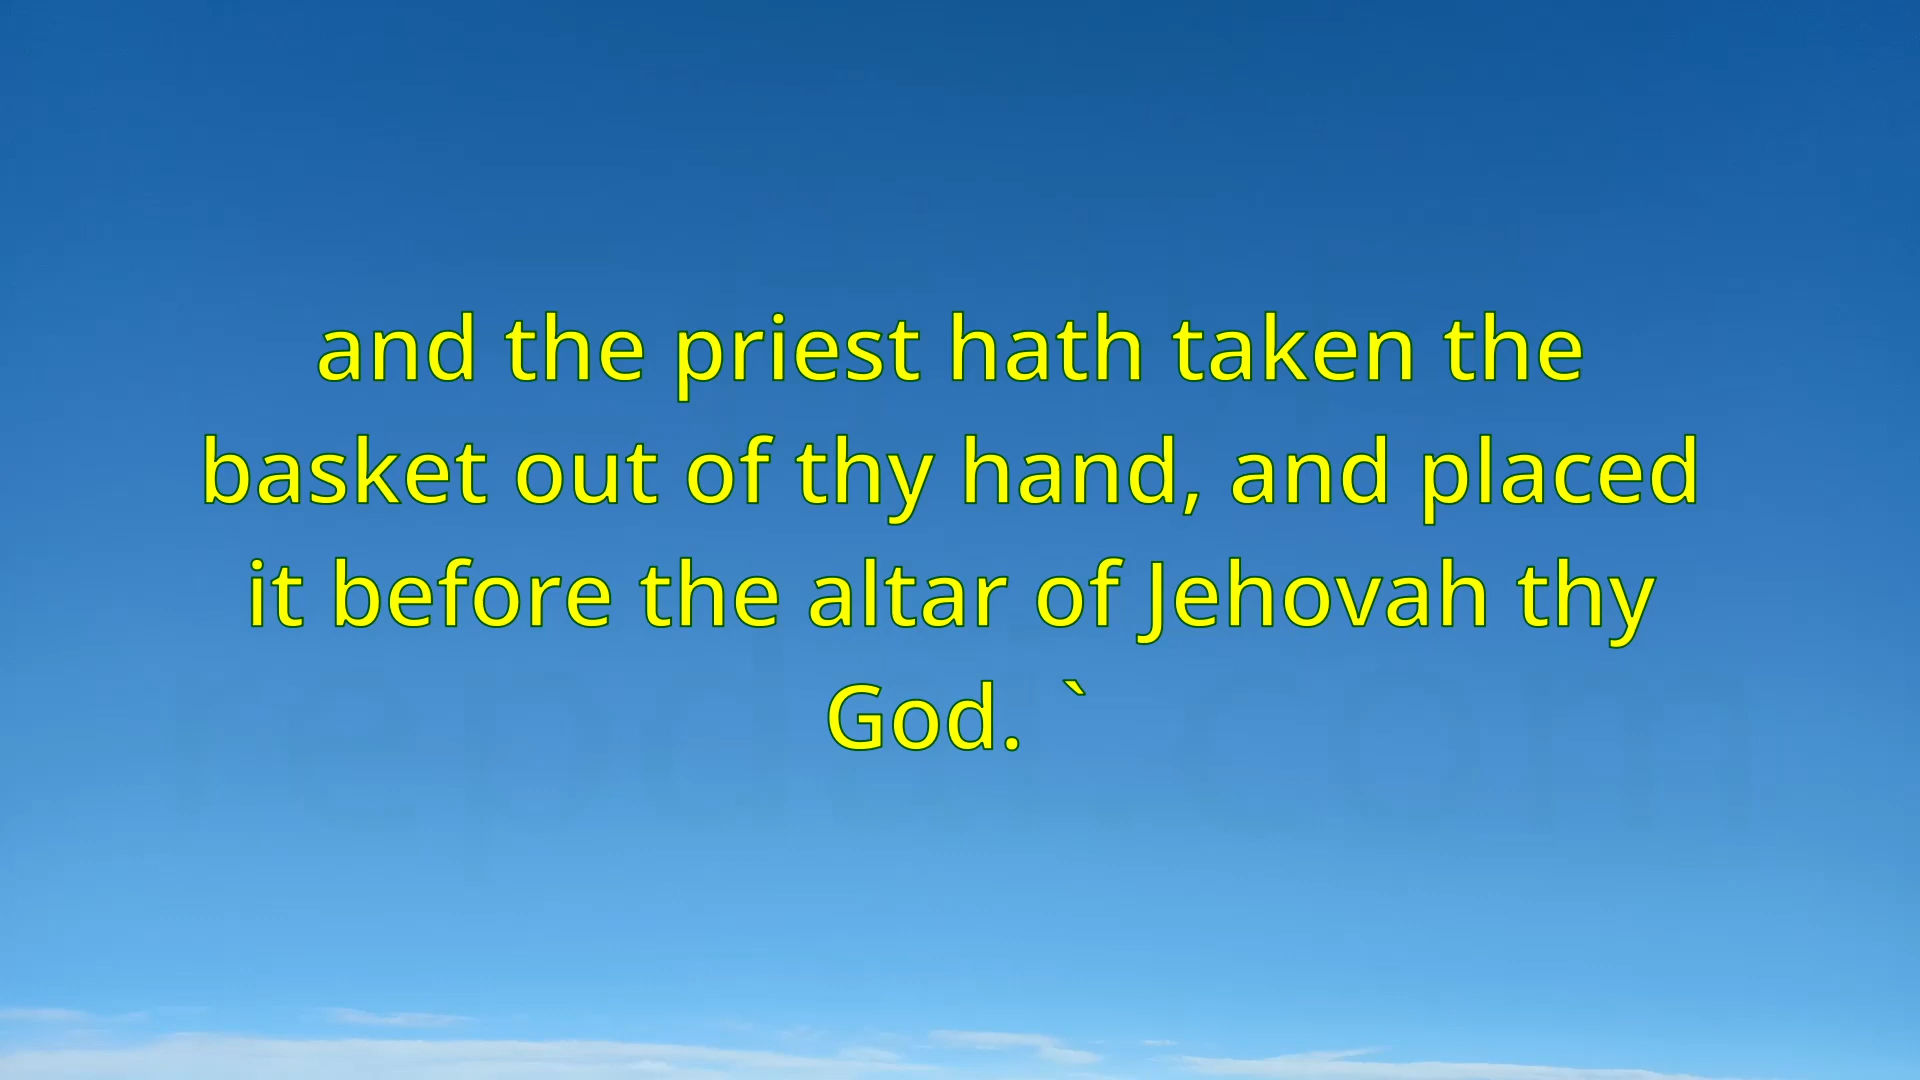 and the priest hath taken the
basket out of thy hand, and placed
it before the altar of Jehovah thy
God. `